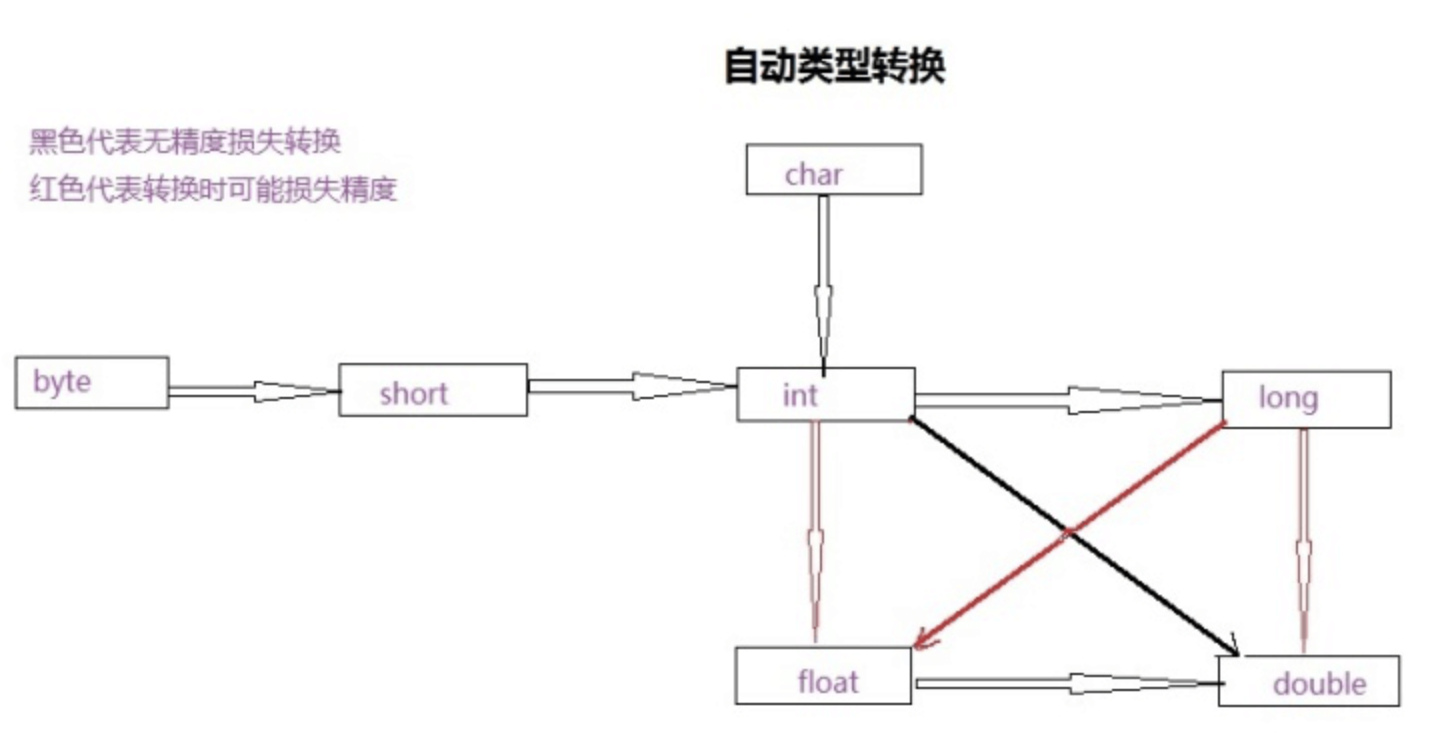 自动类型转换
黑色代表无精度损失转换
红色代表转换时可能损失精度
char
byte
short
int
long
float
double